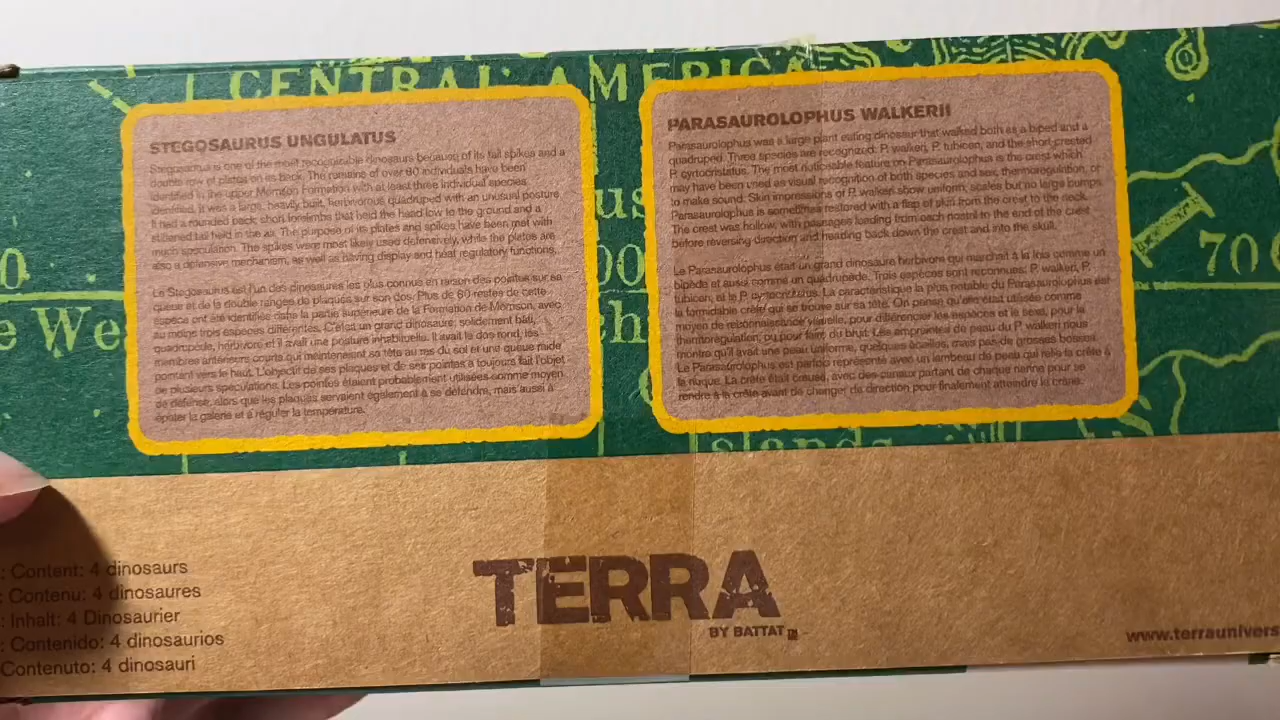 CENTRAL AMERICA
STEGOSAURUS UNGULATUS
Stegosaurus is one of the most recognizable dinosaurs because of its tail spikes and a
double row of plates on its back. The remains of over 80 individuals have been
identified in the upper Morrison Formation with at least three individual species
identified. It was a large, heavily built, herbivorous quadruped with an unusual posture.
It had a rounded back, short forelimbs that held the head low to the ground and a
stiffened tail held in the air. The purpose of its plates and spikes have been met with
much speculation. The spikes were most likely used defensively, while the plates are
also a defensive mechanism, as well as having display and heat regulatory functions.
Le Stegosaurus est l'un des dinosaures les plus connus en raison des pointes sur sa
queue et de la double ranges de plaques sur son dos. Plus de 80 restes de cette
espèce ont été identifiés dans la partie supérieure de la Formation de Morrison, avec
au moins trois espèces différentes. C'était un grand dinosaure, solidement bâti,
quadrupède, herbivore et il avait une posture inhabituelle. Il avait le dos rond, les
membres antérieurs courts qui maintenaient sa tête au ras du sol et une queue raide
pointant vers le haut. L'objectif de ses plaques et de ses pointes a toujours fait l'objet
de plusieurs spéculations. Les pointes étaient probablement utilisées comme moyen
de défense, alors que les plaques servaient également à se défendre, mais aussi à
épater la galerie et à réguler la température.
PARASAUROLOPHUS WALKERII
Parasaurolophus was a large plant eating dinosaur that walked both as a biped and a
quadruped. Three species are recognized: P. walkeri, P. tubicen, and the short-crested
P. cyrtocristatus. The most noticable feature on Parasaurolophus is the crest which
may have been used as visual recognition of both species and sex, thermoregulation, or
to make sound. Skin impressions of P. walkeri show uniform, scales but no large bumps.
Parasaurolophus is sometimes restored with a flap of skin from the crest to the neck.
The crest was hollow, with passages leading from each nostril to the end of the crest
before reversing direction and heading back down the crest and into the skull.
Le Parasaurolophus était un grand dinosaure herbivore qui marchait à la fois comme un
bipède et aussi comme un quadrupède. Trois espèces sont reconnues: P. walkeri, P.
tubicen, et le P. cyrtocristatus. La caractéristique la plus notable du Parasaurolophus est
la formidable crête qui se trouve sur sa tête. On pense qu'elle était utilisée comme
moyen de reconnaissance visuelle, pour différencier les espèces et le sexe, pour la
thermorégulation, ou pour faire du bruit. Les empreintes de peau du P. walkeri nous
montre qu'il avait une peau uniforme, quelques écailles, mais pas de grosses bosses.
Le Parasaurolophus est parfois représenté avec un lambeau de peau qui relie la crête à
la nuque. La crête était creuse, avec des canaux partant de chaque narine pour se
rendre à la crête avant de changer de direction pour finalement atteindre la crane.
us
0
00
70
e We
ch
islands
: Content: 4 dinosaurs
: Contenu: 4 dinosaures
: Inhalt: 4 Dinosaurier
: Contenido: 4 dinosaurios
Contenuto: 4 dinosauri
TERRA
BY BATTAT
www.terraunivers